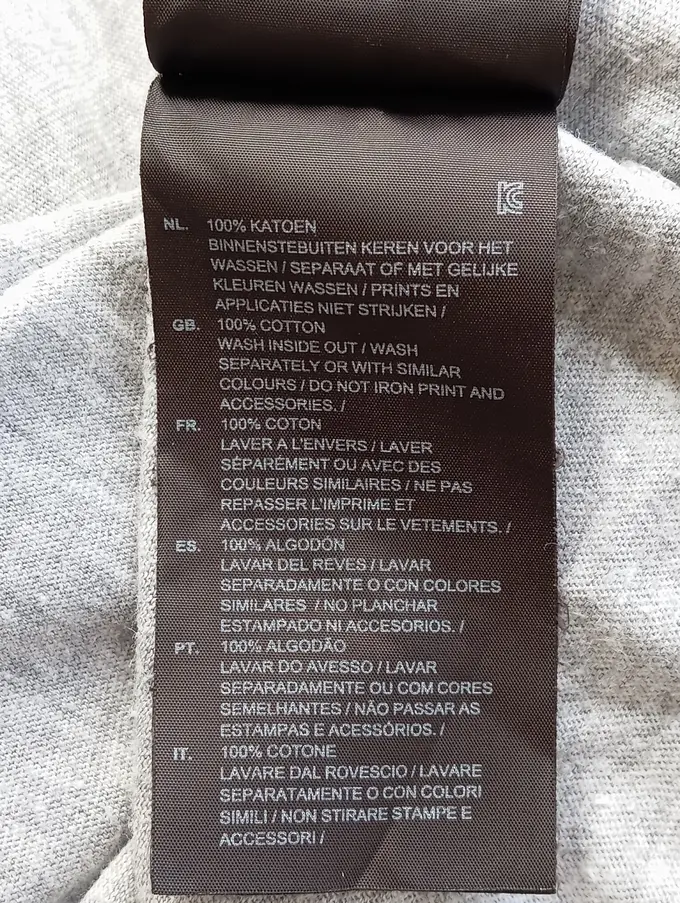 NL. 100% KATOEN
BINNENSTEBUITEN KEREN VOOR HET
WASSEN / SEPARAAT OF MET GELIJKE
KLEUREN WASSEN / PRINTS EN
APPLICATIES NIET STRIJKEN /
GB. 100% COTTON
WASH INSIDE OUT / WASH
SEPARATELY OR WITH SIMILAR
COLOURS / DO NOT IRON PRINT AND
ACCESSORIES. /
FR. 100% COTON
LAVER A L'ENVERS / LAVER
SÉPARÉMENT OU AVEC DES
COULEURS SIMILAIRES / NE PAS
REPASSER L'IMPRIME ET
ACCESSORIES SUR LE VETEMENTS. /
ES. 100% ALGODÓN
LAVAR DEL REVES / LAVAR
SEPARADAMENTE O CON COLORES
SIMILARES / NO PLANCHAR
ESTAMPADO NI ACCESORIOS. /
PT. 100% ALGODÃO
LAVAR DO AVESSO / LAVAR
SEPARADAMENTE OU COM CORES
SEMELHANTES / NÃO PASSAR AS
ESTAMPAS E ACESSÓRIOS. /
IT. 100% COTONE
LAVARE DAL ROVESCIO / LAVARE
SEPARATAMENTE O CON COLORI
SIMILI / NON STIRARE STAMPE E
ACCESSORI /